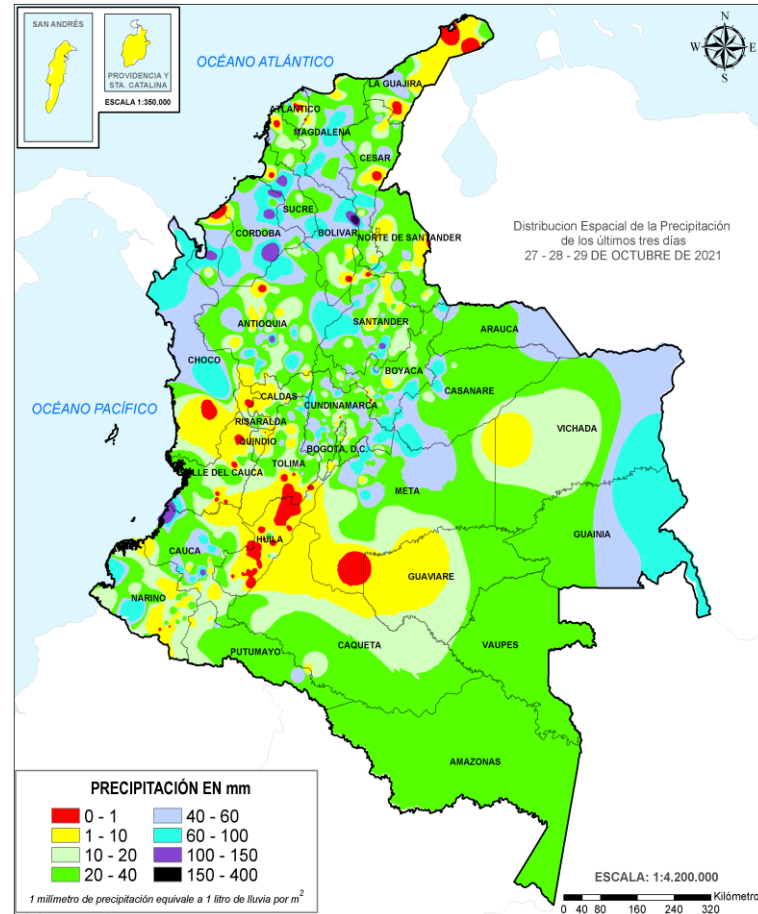 SAN ANDRÉS
PROVIDENCIA Y
STA. CATALINA
ESCALA 1:350.000
OCÉANO ATLÁNTICO
N
W
E
S
LA GUAJIRA
ATLANTICO
MAGDALENA
CESAR
SUCRE
CORDOBA
BOLIVAR
NORTE DE SANTANDER
Distribucion Espacial de la Precipitación
de los últimos tres días
27 - 28 - 29 DE OCTUBRE DE 2021
ANTIOQUIA
SANTANDER
ARAUCA
CHOCO
BOYACA
CASANARE
OCÉANO PACÍFICO
CALDAS
CUNDINAMARCA
RISARALDA
VICHADA
QUINDIO
BOGOTA, D.C.
TOLIMA
VALLE DEL CAUCA
META
GUAINIA
HUILA
CAUCA
GUAVIARE
NARIÑO
PUTUMAYO
CAQUETA
VAUPES
AMAZONAS
PRECIPITACIÓN EN mm
0 - 1
40 - 60
1 - 10
60 - 100
10 - 20
100 - 150
20 - 40
150 - 400
1 milímetro de precipitación equivale a 1 litro de lluvia por m²
ESCALA: 1:4.200.000
Kilómetro
0 40 80 160 240 320